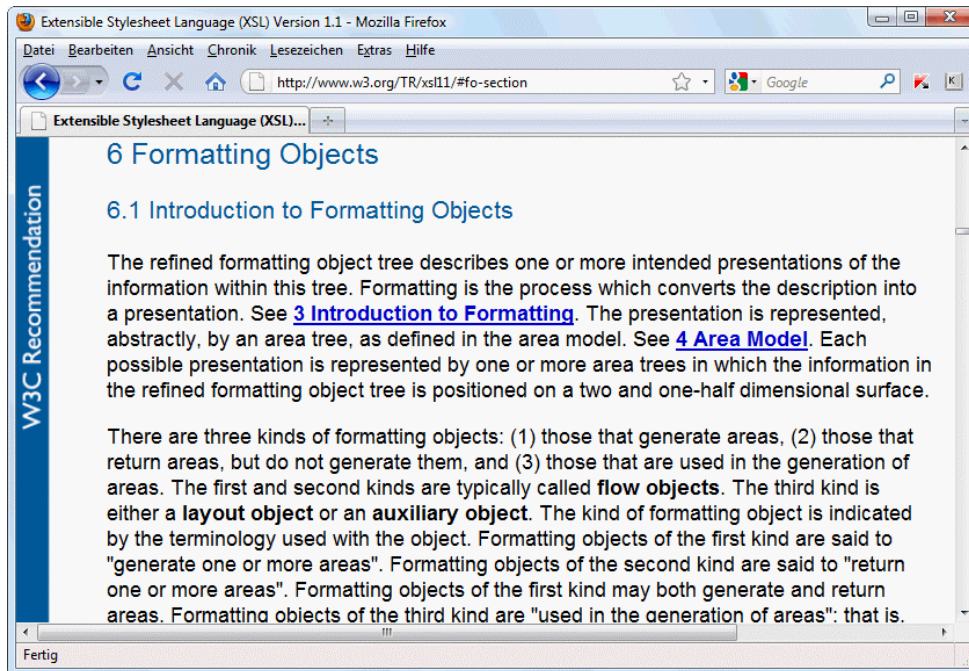 Extensible Stylesheet Language (XSL) Version 1.1 - Mozilla Firefox
Datei Bearbeiten Ansicht Chronik Lesezeichen Extras Hilfe
http://www.w3.org/TR/xsl11/#fo-section
Google
K
Extensible Stylesheet Language (XSL)...
W3C Recommendation
6 Formatting Objects
6.1 Introduction to Formatting Objects
The refined formatting object tree describes one or more intended presentations of the
information within this tree. Formatting is the process which converts the description into
a presentation. See 3 Introduction to Formatting. The presentation is represented,
abstractly, by an area tree, as defined in the area model. See 4 Area Model. Each
possible presentation is represented by one or more area trees in which the information in
the refined formatting object tree is positioned on a two and one-half dimensional surface.
There are three kinds of formatting objects: (1) those that generate areas, (2) those that
return areas, but do not generate them, and (3) those that are used in the generation of
areas. The first and second kinds are typically called flow objects. The third kind is
either a layout object or an auxiliary object. The kind of formatting object is indicated
by the terminology used with the object. Formatting objects of the first kind are said to
"generate one or more areas". Formatting objects of the second kind are said to "return
one or more areas". Formatting objects of the first kind may both generate and return
areas. Formatting objects of the third kind are "used in the generation of areas"; that is,
Fertig